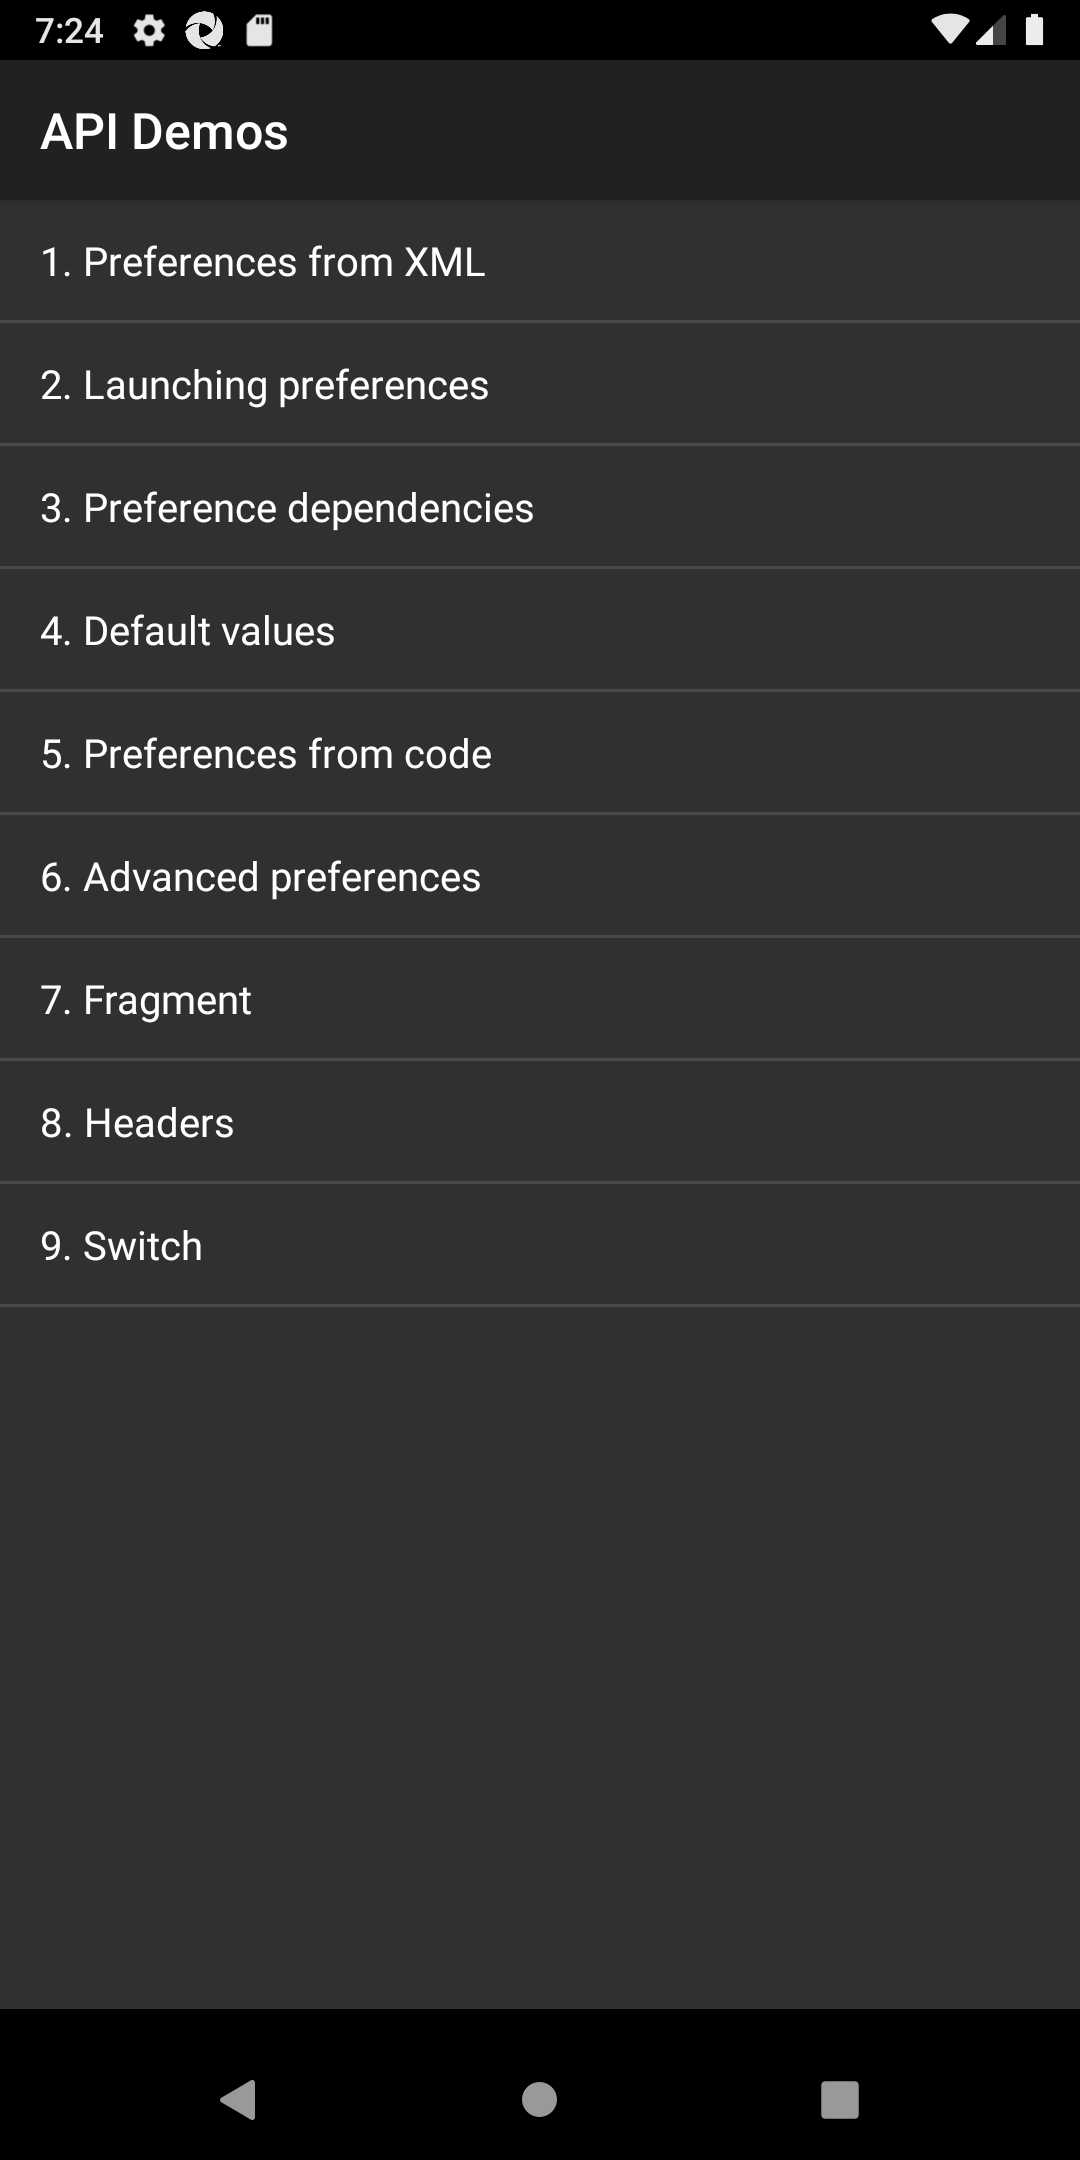 7:24
API Demos
1. Preferences from XML
2. Launching preferences
3. Preference dependencies
4. Default values
5. Preferences from code
6. Advanced preferences
7. Fragment
8. Headers
9. Switch